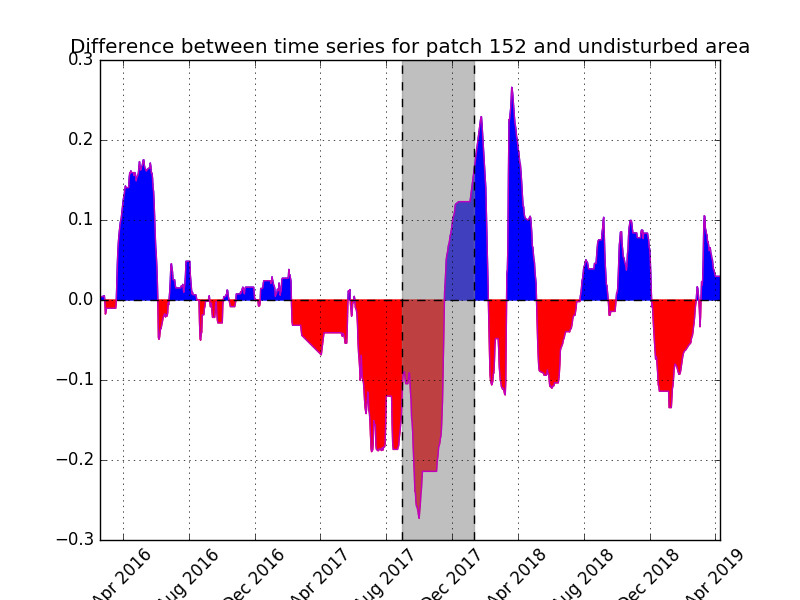 Difference between time series for patch 152 and undisturbed area
0.3
0.2
0.1
0.0
−0.1
−0.2
−0.3
Apr 2016
Aug 2016
Dec 2016
Apr 2017
Aug 2017
Dec 2017
Apr 2018
Aug 2018
Dec 2018
Apr 2019